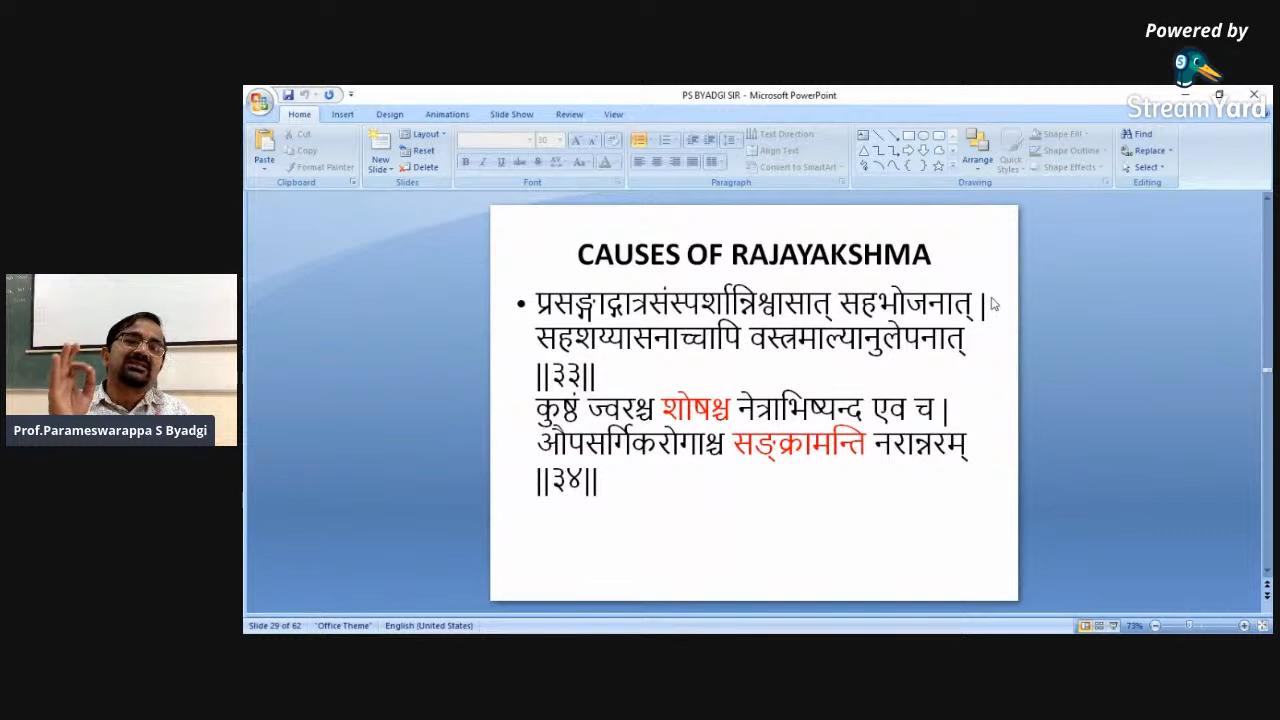 Powered by
StreamYard
PS BYADGI SIR - Microsoft PowerPoint
Home Insert Design Animations Slide Show Review View
Paste Cut Copy Format Painter Clipboard
New Slide Layout Reset Delete Slides
30 Font
Text Direction Align Text Convert to SmartArt Paragraph
Arrange Quick Styles Shape Fill Shape Outline Shape Effects Drawing
Find Replace Select Editing
CAUSES OF RAJAYAKSHMA
• प्रसङ्गाद्गात्रसंस्पर्शान्निश्वासात् सहभोजनात् |
सहशय्यासनाच्चापि वस्त्रमाल्यानुलेपनात्
||३३||
कुष्ठं ज्वरश्च शोषश्च नेत्राभिष्यन्द एव च |
औपसर्गिकरोगाश्च सङ्क्रामन्ति नरान्नरम्
||३४||
Prof.Parameswarappa S Byadgi
Slide 29 of 62 "Office Theme" English (United States) 73%